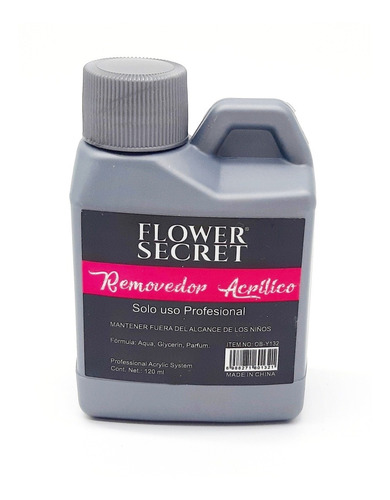 FLOWER®
SECRET
Removedor Acrílico
Solo uso Profesional
MANTENER FUERA DEL ALCANCE DE LOS NIÑOS
Fórmula: Aqua, Glycerin, Parfum.
ITEM NO.: OB-Y132
Professional Acrylic System
Cont. Net.: 120 ml
MADE IN CHINA